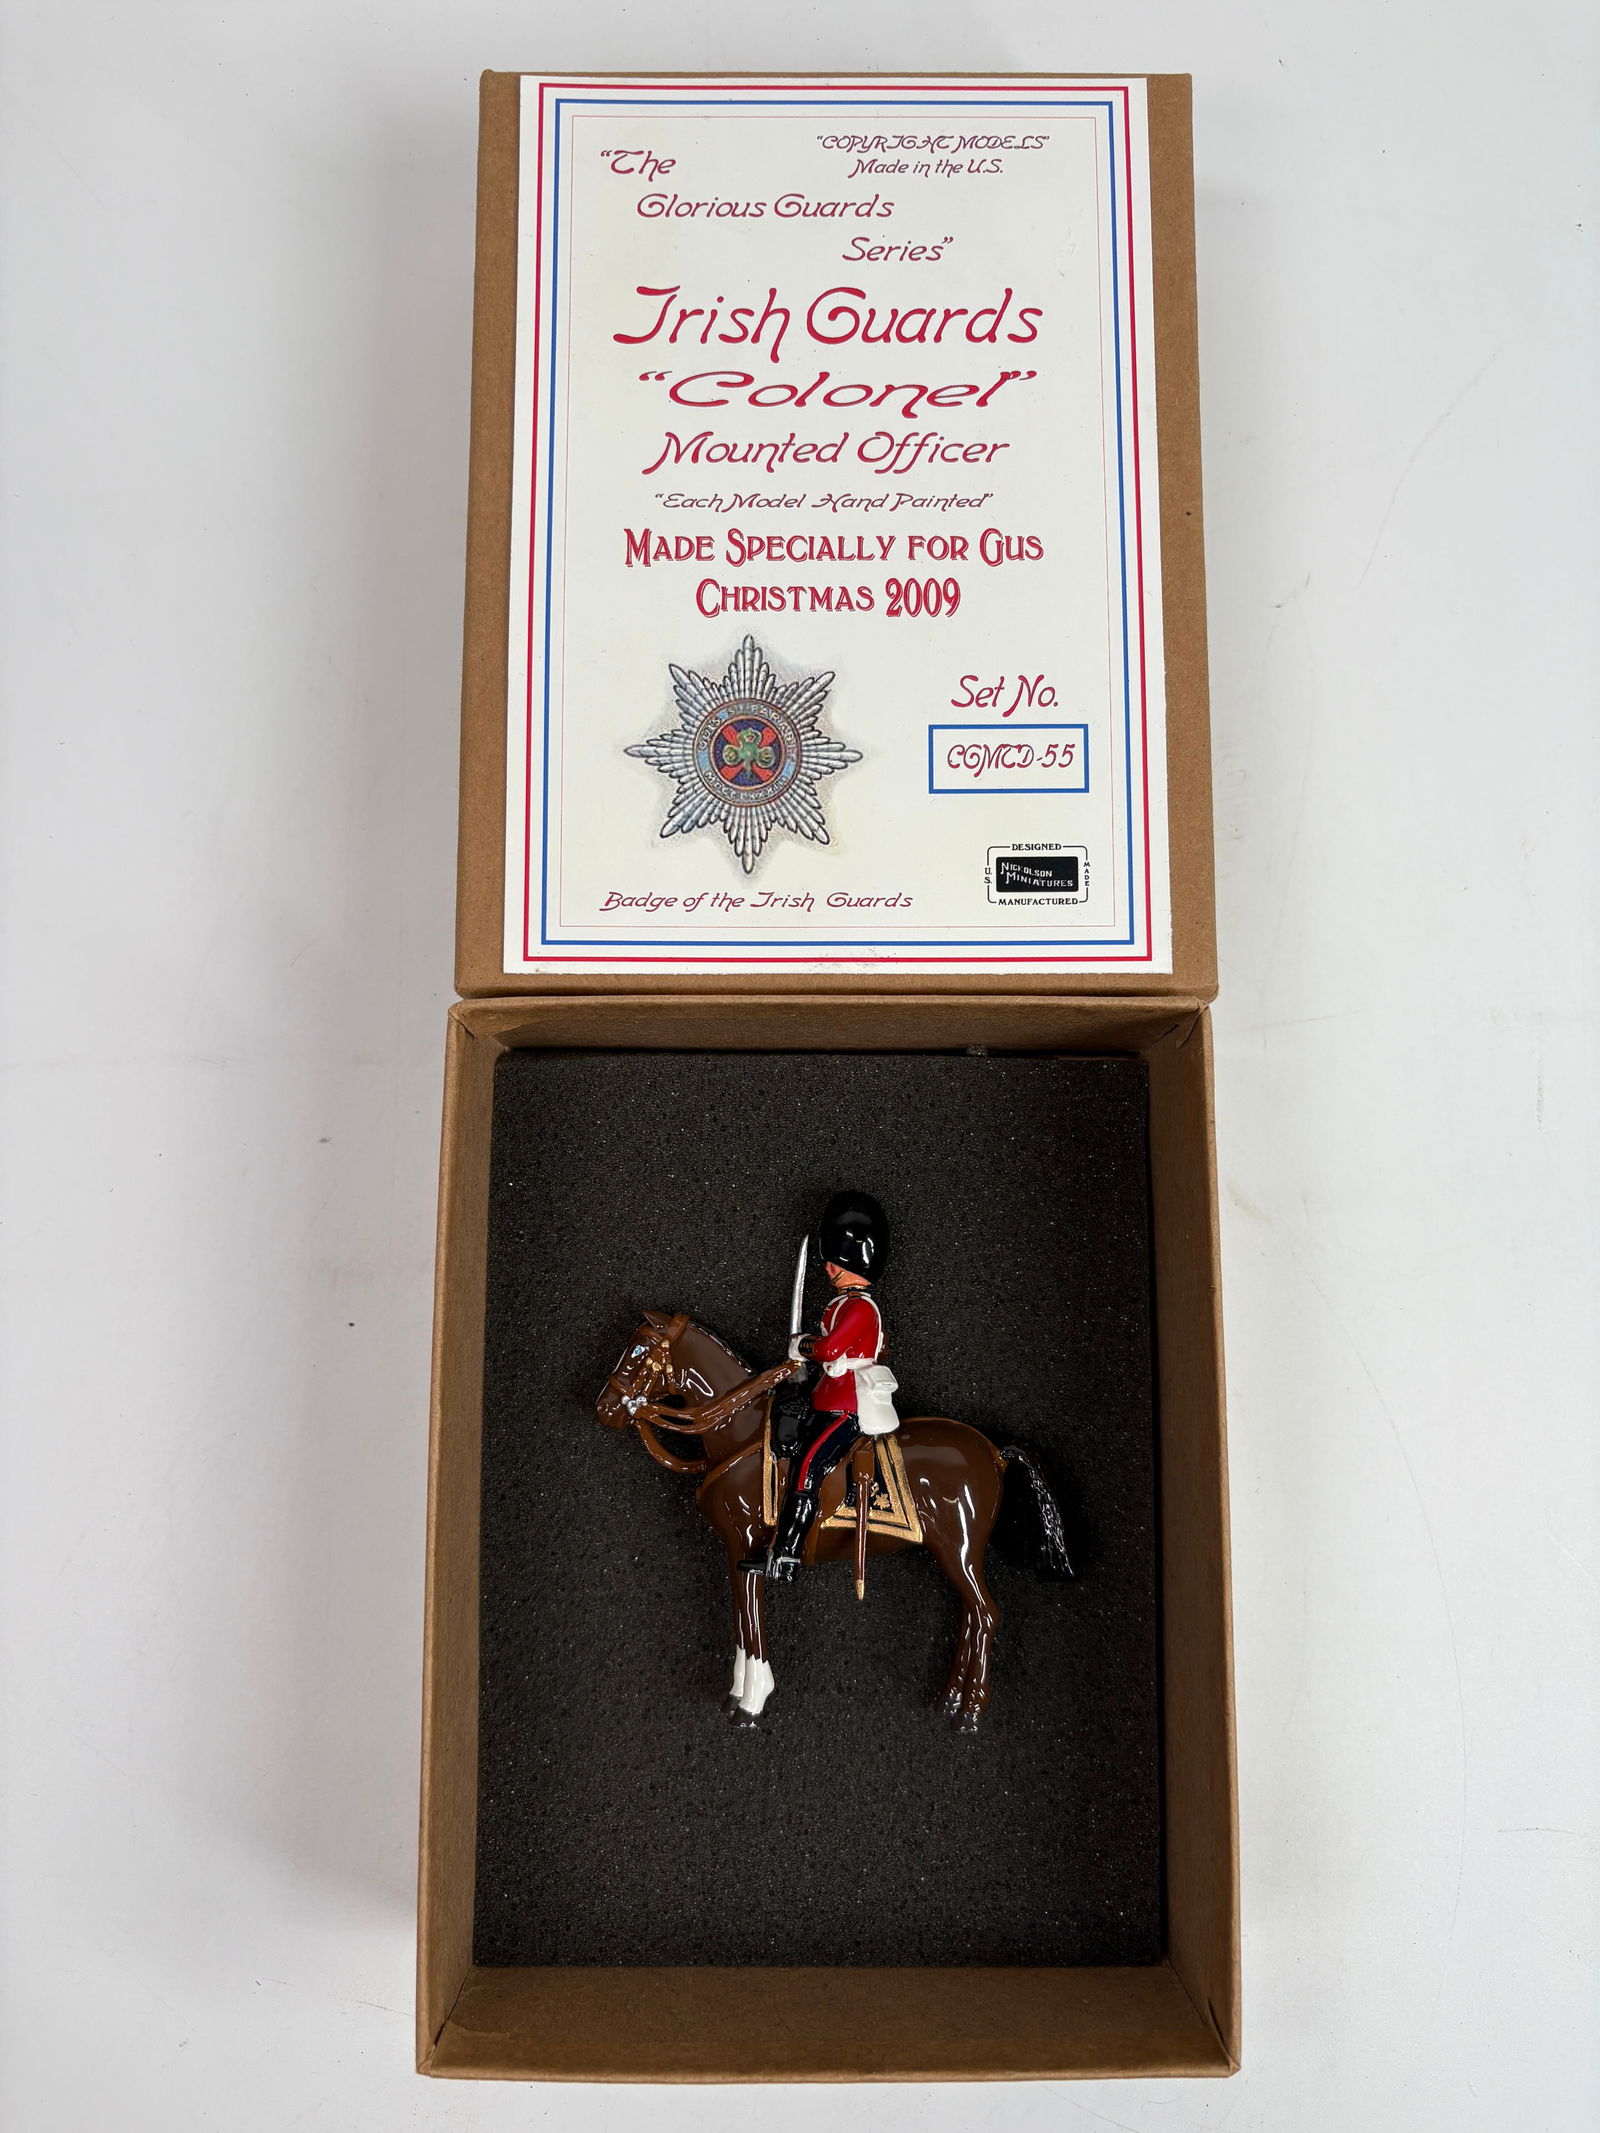 "The
Glorious Guards
Series"
"COPYRIGHT MODELS"
Made in the U.S.
Irish Guards
"Colonel"
Mounted Officer
"Each Model Hand Painted"
MADE SPECIALLY FOR GUS
CHRISTMAS 2009
Set No.
CGMCD-55
Badge of the Irish Guards
DESIGNED
U.S.
NICKOLSON
MINIATURES
MADE
MANUFACTURED